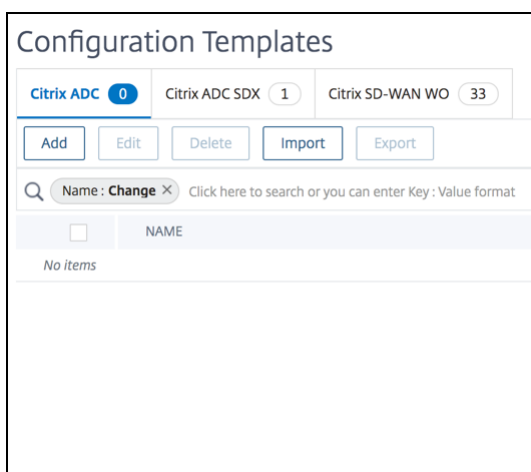 Configuration Templates
Citrix ADC 0 Citrix ADC SDX 1 Citrix SD-WAN WO 33
Add Edit Delete Import Export
Name : Change × Click here to search or you can enter Key : Value format
NAME
No items